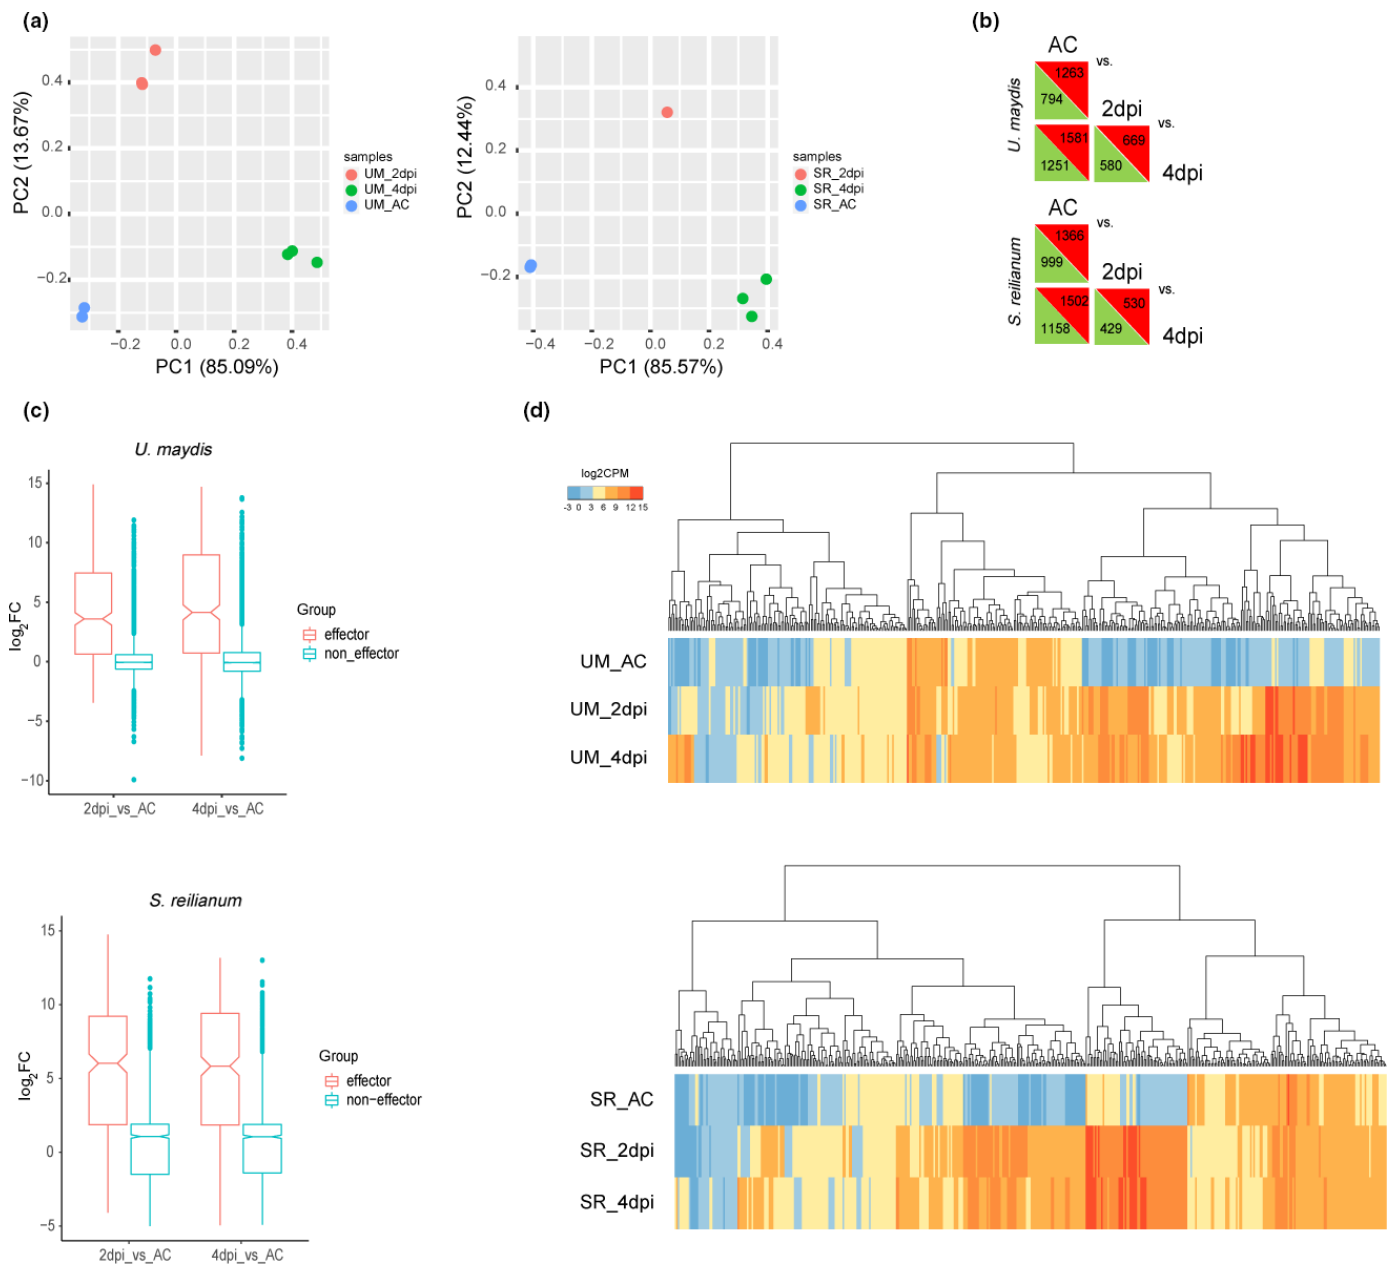 (a)
PC2 (13.67%)
0.4
0.2
0.0
−0.2
−0.2
0.0
0.2
0.4
PC1 (85.09%)
samples
UM_2dpi
UM_4dpi
UM_AC
PC2 (12.44%)
0.4
0.2
0.0
−0.2
−0.4
−0.2
0.0
0.2
0.4
PC1 (85.57%)
samples
SR_2dpi
SR_4dpi
SR_AC
(b)
U. maydis
AC
vs.
1263
794
2dpi
vs.
1581
1251
669
580
4dpi
S. reilianum
AC
vs.
1366
999
2dpi
vs.
1502
1158
530
429
4dpi
(c)
U. maydis
log2FC
15
10
5
0
−5
−10
2dpi_vs_AC
4dpi_vs_AC
Group
effector
non_effector
S. reilianum
log2FC
15
10
5
0
−5
2dpi_vs_AC
4dpi_vs_AC
Group
effector
non−effector
(d)
log2CPM
-3 0 3 6 9 12 15
UM_AC
UM_2dpi
UM_4dpi
SR_AC
SR_2dpi
SR_4dpi